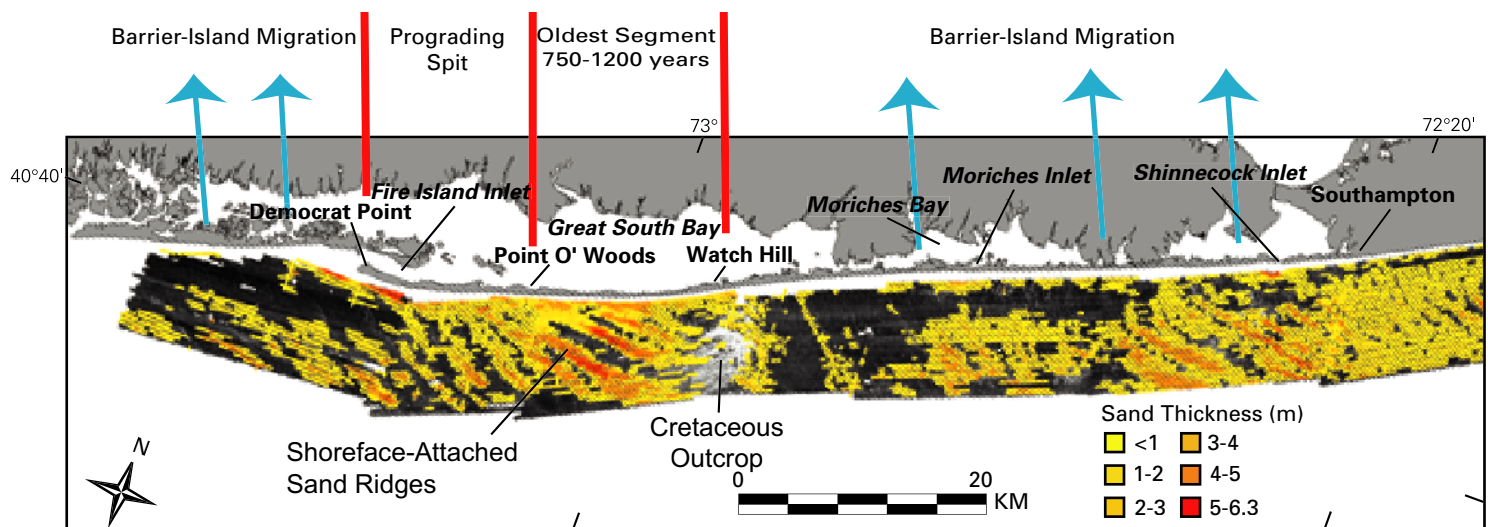 Barrier-Island Migration
Prograding
Spit
Oldest Segment
750-1200 years
Barrier-Island Migration
73°
72°20'
40°40'
Fire Island Inlet
Democrat Point
Great South Bay
Point O' Woods
Watch Hill
Moriches Bay
Moriches Inlet
Shinnecock Inlet
Southampton
Shoreface-Attached
Sand Ridges
Cretaceous
Outcrop
N
0
20
KM
Sand Thickness (m)
<1
3-4
1-2
4-5
2-3
5-6.3